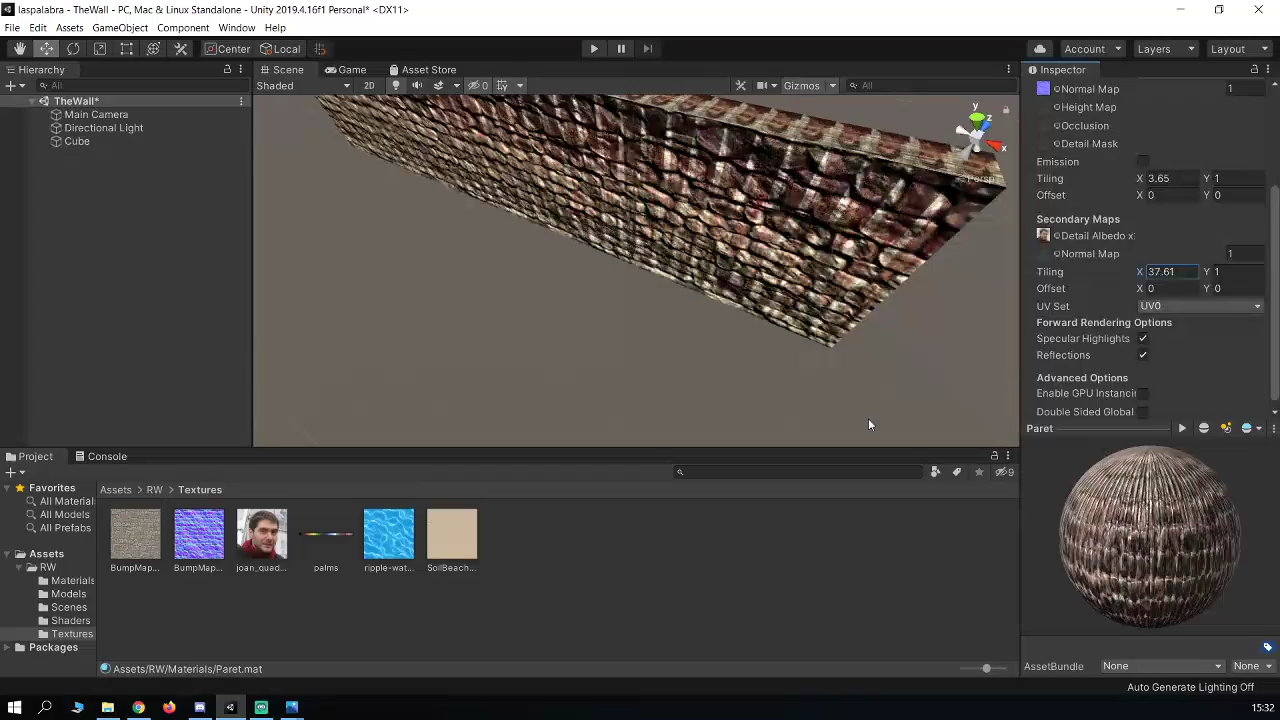 laspalabra - TheWall - PC, Mac & Linux Standalone - Unity 2019.4.16f1 Personal* <DX11>
File Edit Assets GameObject Component Window Help
Center Local Account Layers Layout
Hierarchy Scene Game Asset Store Inspector
All Shaded 2D 0 Gizmos All
TheWall*
Main Camera
Directional Light
Cube
y
z
x
Persp
Normal Map 1
Height Map
Occlusion
Detail Mask
Emission
Tiling X 3.65 Y 1
Offset X 0 Y 0
Secondary Maps
Detail Albedo x
Normal Map 1
Tiling X 37.61 Y 1
Offset X 0 Y 0
UV Set UV0
Forward Rendering Options
Specular Highlights
Reflections
Advanced Options
Enable GPU Instancin
Double Sided Global
Paret
Project Console
9
Favorites
All Material
All Models
All Prefabs
Assets
RW
Materials
Models
Scenes
Shaders
Textures
Packages
Assets > RW > Textures
BumpMap... BumpMap... joan_quad... palms ripple-wat... SoilBeach...
Assets/RW/Materials/Paret.mat
AssetBundle None None
Auto Generate Lighting Off
15:32